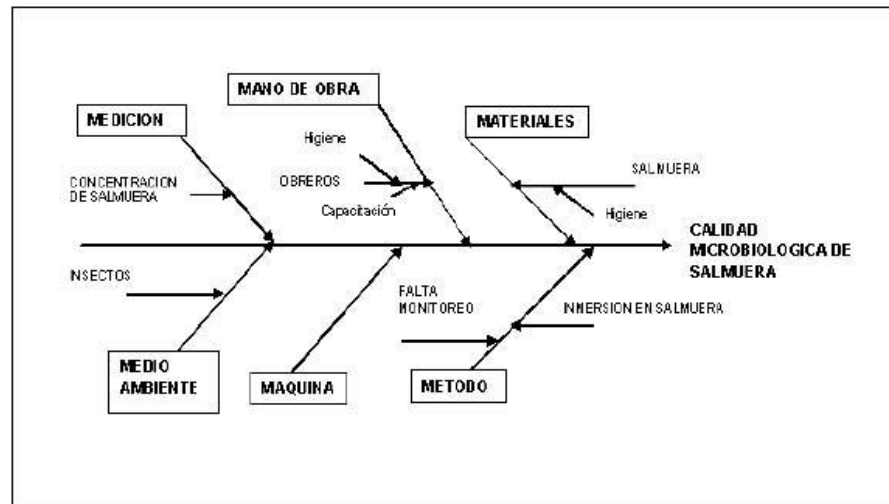 MANO DE OBRA
MEDICION
MATERIALES
Higiene
CONCENTRACION
DE SALMUERA
OBREROS
SALMUERA
Capacitación
Higiene
CALIDAD
MICROBIOLOGICA DE
SALMUERA
INSECTOS
FALTA
MONITOREO
INMERSION EN SALMUERA
MEDIO
AMBIENTE
MAQUINA
METODO